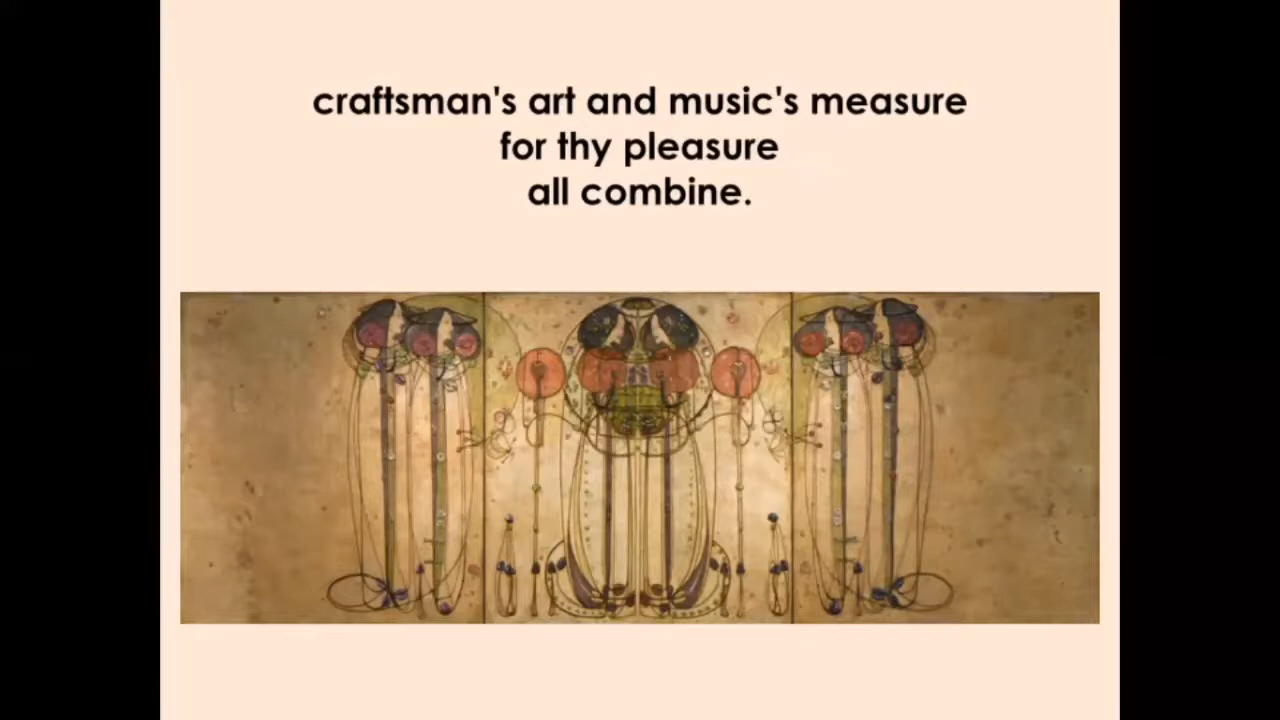 craftsman's art and music's measure
for thy pleasure
all combine.